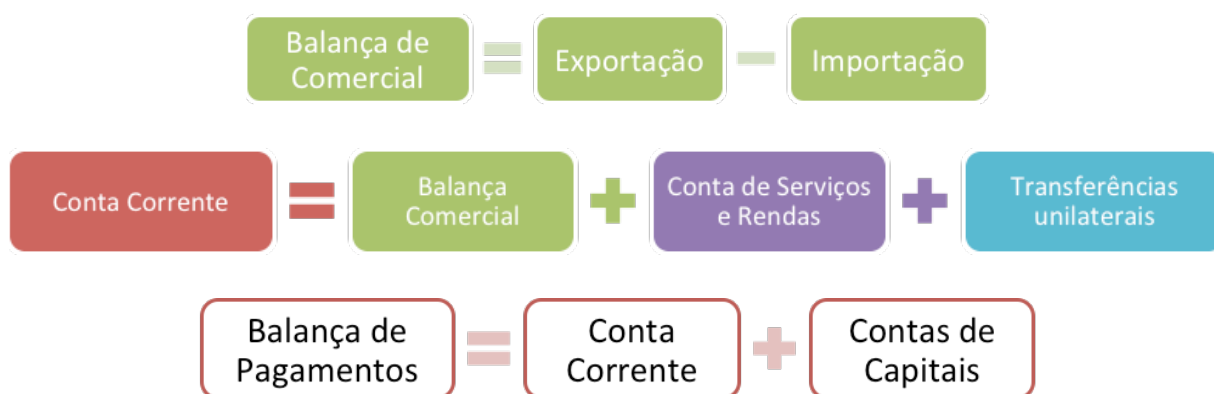 Balança de
Comercial
Exportação
Importação
Conta Corrente
Balança
Comercial
Conta de Serviços
e Rendas
Transferências
unilaterais
Balança de
Pagamentos
Conta
Corrente
Contas de
Capitais